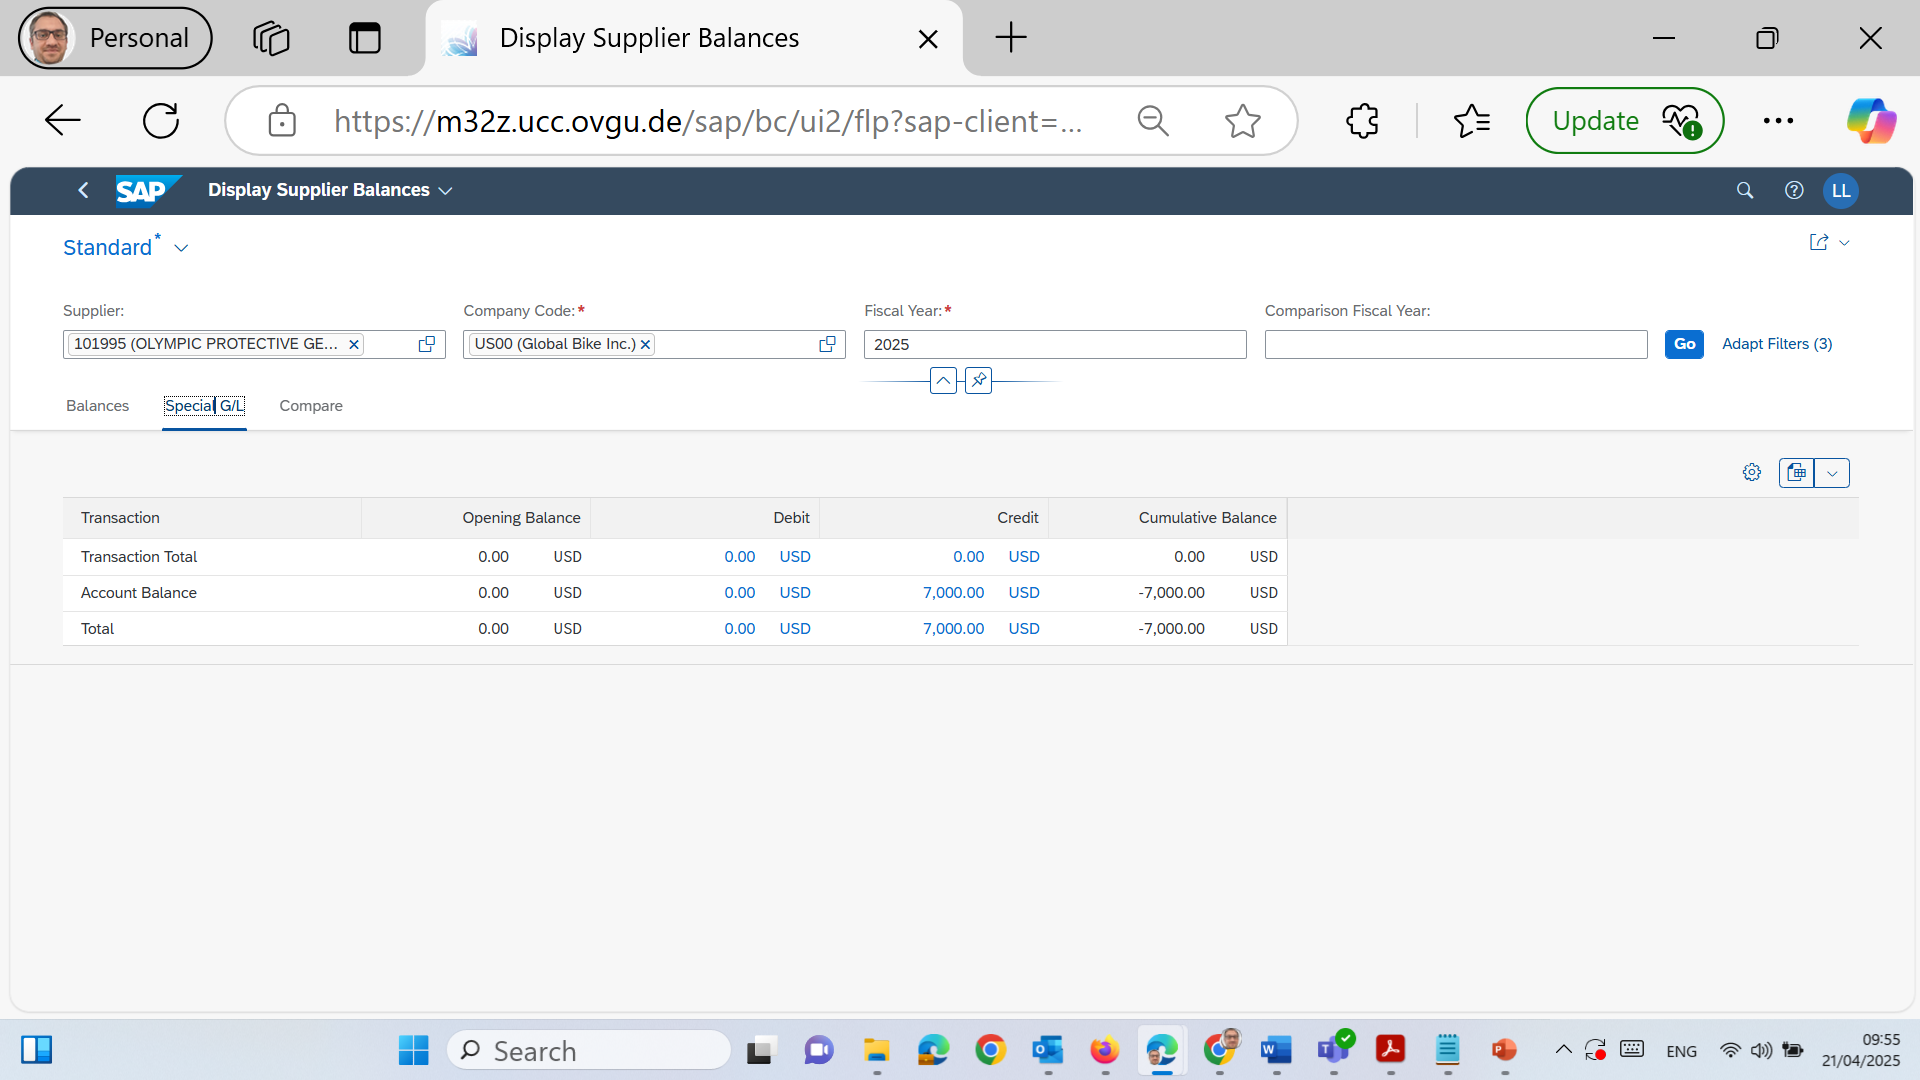 Personal
Display Supplier Balances
https://m32z.ucc.ovgu.de/sap/bc/ui2/flp?sap-client=...
Update
SAP Display Supplier Balances LL
Standard*
Supplier: Company Code:* Fiscal Year:* Comparison Fiscal Year:
101995 (OLYMPIC PROTECTIVE GE... US00 (Global Bike Inc.) 2025 Go Adapt Filters (3)
Balances Special G/L Compare
Transaction Opening Balance Debit Credit Cumulative Balance
Transaction Total 0.00 USD 0.00 USD 0.00 USD 0.00 USD
Account Balance 0.00 USD 0.00 USD 7,000.00 USD -7,000.00 USD
Total 0.00 USD 0.00 USD 7,000.00 USD -7,000.00 USD
Search
ENG
09:55
21/04/2025